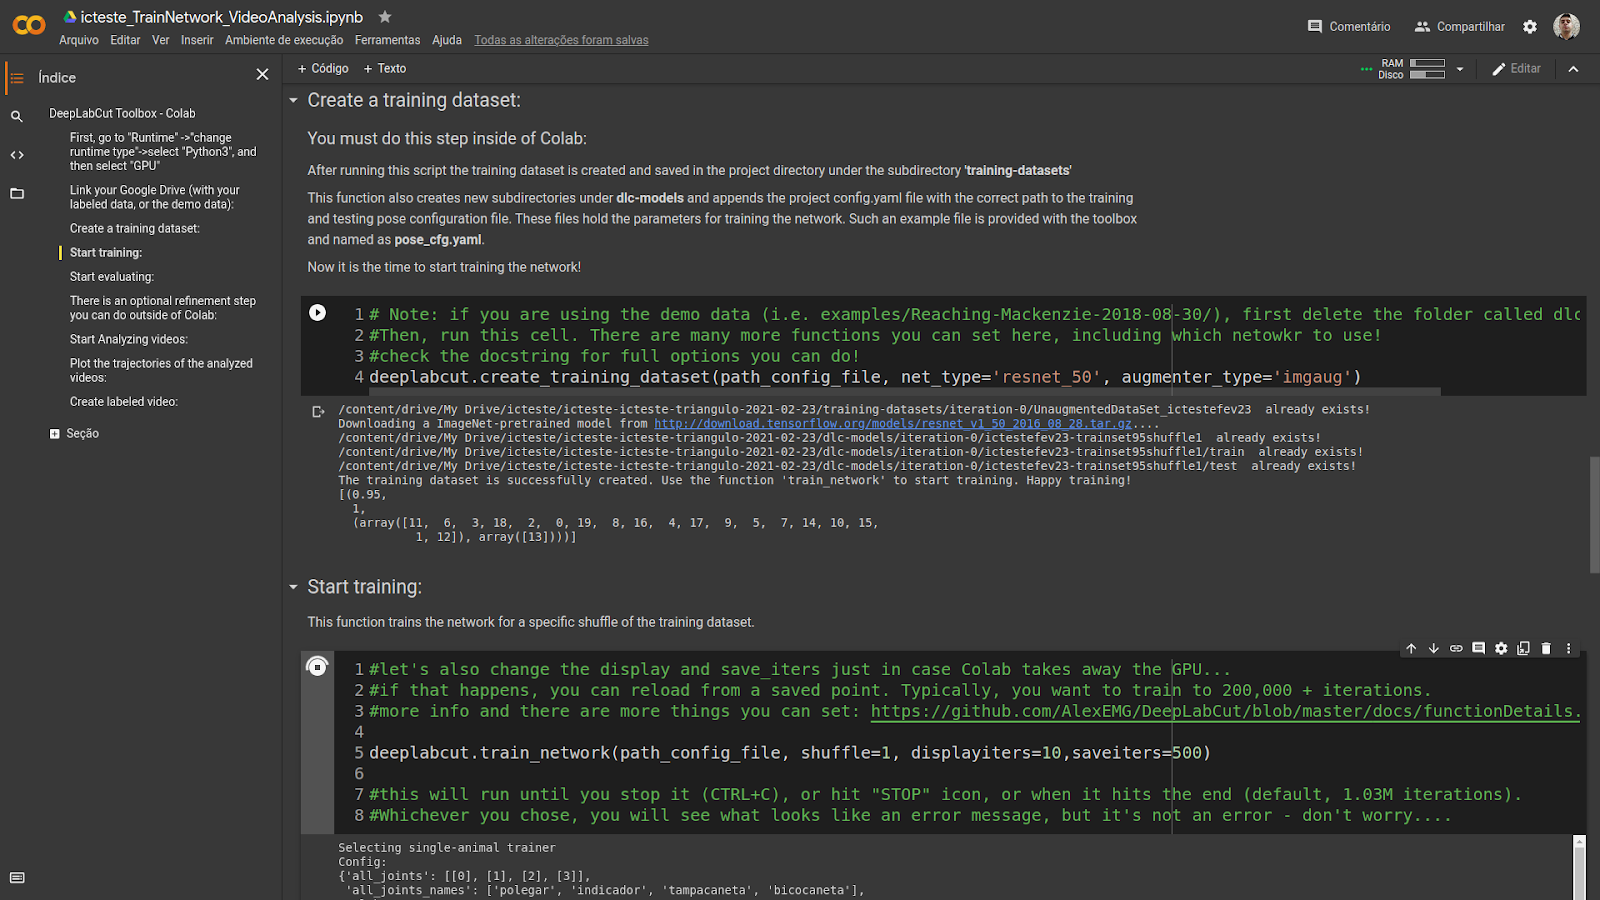 icteste_TrainNetwork_VideoAnalysis.ipynb
Arquivo Editar Ver Inserir Ambiente de execução Ferramentas Ajuda Todas as alterações foram salvas
Comentário Compartilhar
Índice
DeepLabCut Toolbox - Colab
First, go to "Runtime" ->"change
runtime type"->select "Python3", and
then select "GPU"
Link your Google Drive (with your
labeled data, or the demo data):
Create a training dataset:
Start training:
Start evaluating:
There is an optional refinement step
you can do outside of Colab:
Start Analyzing videos:
Plot the trajectories of the analyzed
videos:
Create labeled video:
Seção
+ Código + Texto
RAM
Disco
Editar
Create a training dataset:
You must do this step inside of Colab:
After running this script the training dataset is created and saved in the project directory under the subdirectory 'training-datasets'
This function also creates new subdirectories under dlc-models and appends the project config.yaml file with the correct path to the training
and testing pose configuration file. These files hold the parameters for training the network. Such an example file is provided with the toolbox
and named as pose_cfg.yaml.
Now it is the time to start training the network!
1 # Note: if you are using the demo data (i.e. examples/Reaching-Mackenzie-2018-08-30/), first delete the folder called dlc
2 #Then, run this cell. There are many more functions you can set here, including which netowkr to use!
3 #check the docstring for full options you can do!
4 deeplabcut.create_training_dataset(path_config_file, net_type='resnet_50', augmenter_type='imgaug')
/content/drive/My Drive/icteste/icteste-icteste-triangulo-2021-02-23/training-datasets/iteration-0/UnaugmentedDataSet_ictestefev23 already exists!
Downloading a ImageNet-pretrained model from http://download.tensorflow.org/models/resnet_v1_50_2016_08_28.tar.gz....
/content/drive/My Drive/icteste/icteste-icteste-triangulo-2021-02-23/dlc-models/iteration-0/ictestefev23-trainset95shuffle1 already exists!
/content/drive/My Drive/icteste/icteste-icteste-triangulo-2021-02-23/dlc-models/iteration-0/ictestefev23-trainset95shuffle1/train already exists!
/content/drive/My Drive/icteste/icteste-icteste-triangulo-2021-02-23/dlc-models/iteration-0/ictestefev23-trainset95shuffle1/test already exists!
The training dataset is successfully created. Use the function 'train_network' to start training. Happy training!
[(0.95,
1,
(array([11, 6, 3, 18, 2, 0, 19, 8, 16, 4, 17, 9, 5, 7, 14, 10, 15,
1, 12]), array([13])))]
Start training:
This function trains the network for a specific shuffle of the training dataset.
1 #let's also change the display and save_iters just in case Colab takes away the GPU...
2 #if that happens, you can reload from a saved point. Typically, you want to train to 200,000 + iterations.
3 #more info and there are more things you can set: https://github.com/AlexEMG/DeepLabCut/blob/master/docs/functionDetails.
4
5 deeplabcut.train_network(path_config_file, shuffle=1, displayiters=10,saveiters=500)
6
7 #this will run until you stop it (CTRL+C), or hit "STOP" icon, or when it hits the end (default, 1.03M iterations).
8 #Whichever you chose, you will see what looks like an error message, but it's not an error - don't worry....
Selecting single-animal trainer
Config:
{'all_joints': [[0], [1], [2], [3]],
'all_joints_names': ['polegar', 'indicador', 'tampacaneta', 'bicocaneta'],